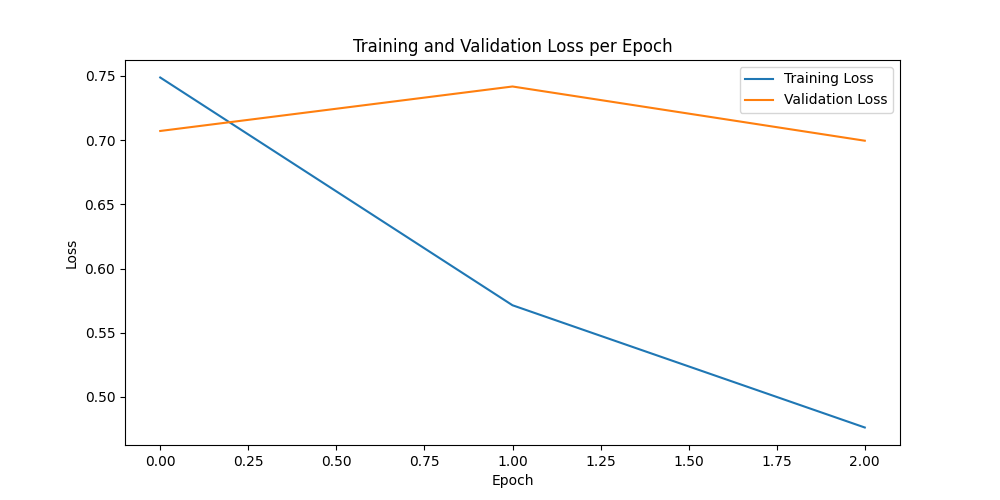 Training and Validation Loss per Epoch
Training Loss
Validation Loss
0.75
0.70
0.65
0.60
0.55
0.50
Loss
0.00 0.25 0.50 0.75 1.00 1.25 1.50 1.75 2.00
Epoch